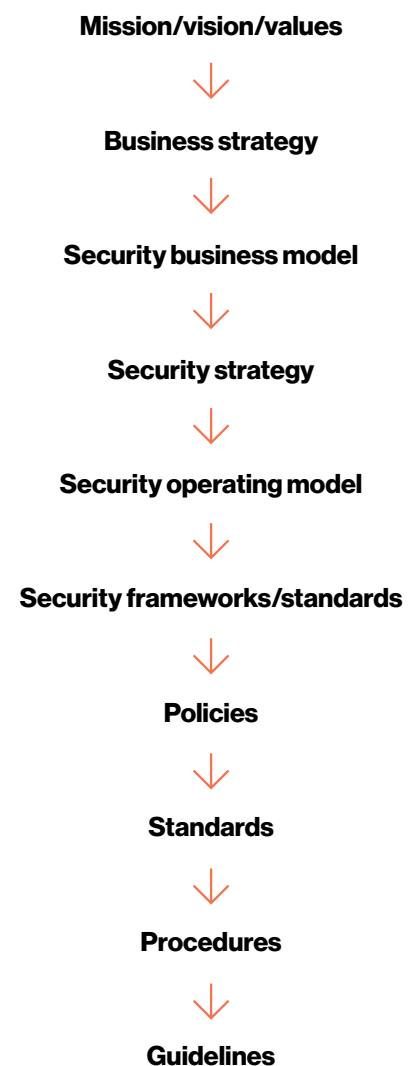 Mission/vision/values
Business strategy
Security business model
Security strategy
Security operating model
Security frameworks/standards
Policies
Standards
Procedures
Guidelines